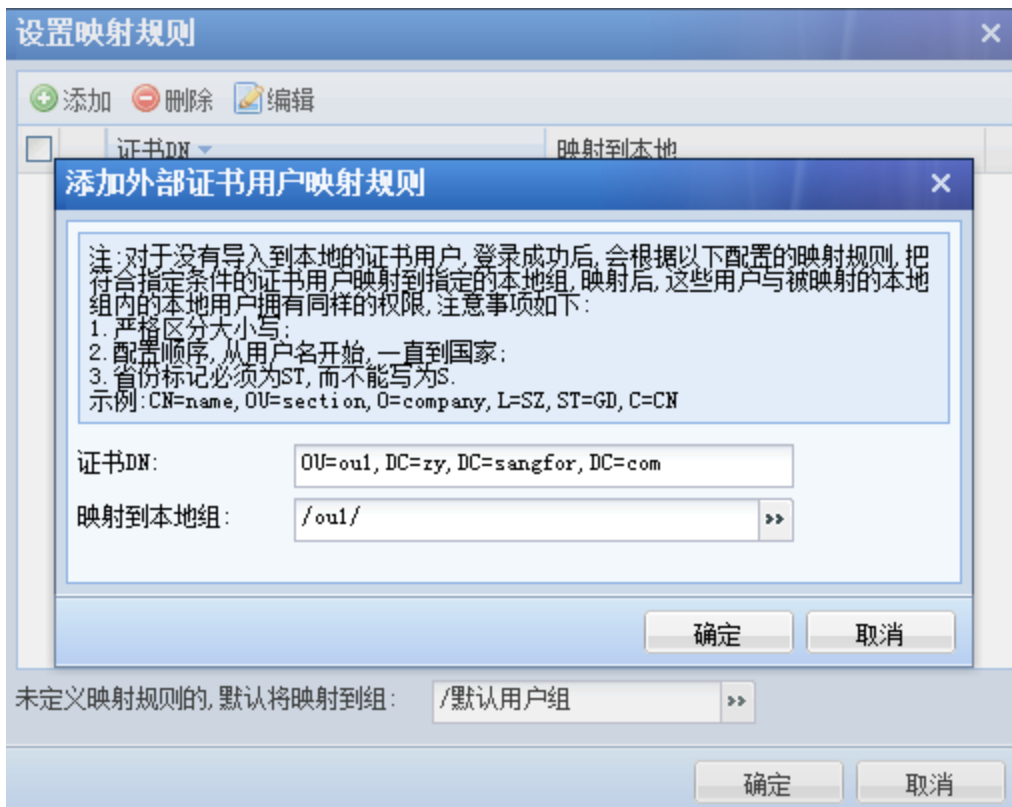 设置映射规则
添加 删除 编辑
证书DN 映射到本地
添加外部证书用户映射规则
注:对于没有导入到本地的证书用户,登录成功后,会根据以下配置的映射规则,把
符合指定条件的证书用户映射到指定的本地组,映射后,这些用户与被映射的本地
组内的本地用户拥有同样的权限,注意事项如下:
1.严格区分大小写;
2.配置顺序,从用户名开始,一直到国家;
3.省份标记必须为ST,而不能写为S.
示例:CN=name,OU=section,O=company,L=SZ,ST=GD,C=CN
证书DN: OU=ou1,DC=zy,DC=sangfor,DC=com
映射到本地组: /ou1/
确定 取消
未定义映射规则的,默认将映射到组: /默认用户组
确定 取消